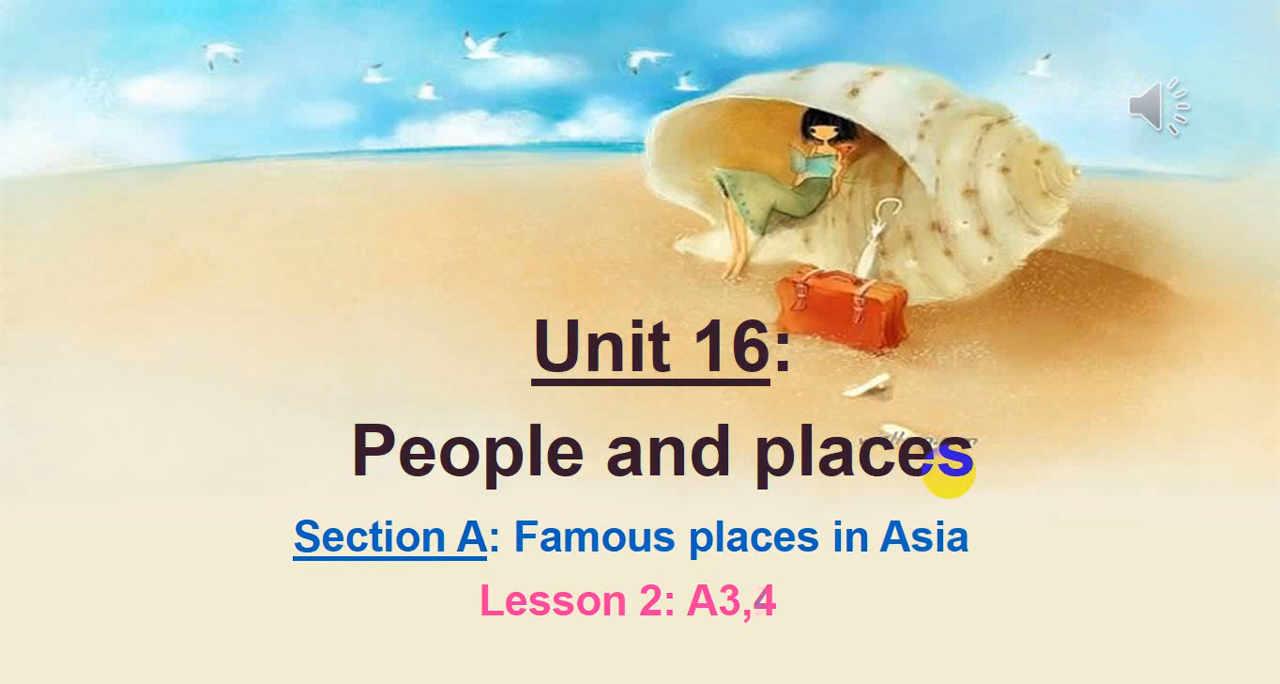 Unit 16:
People and places
Section A: Famous places in Asia
Lesson 2: A3,4